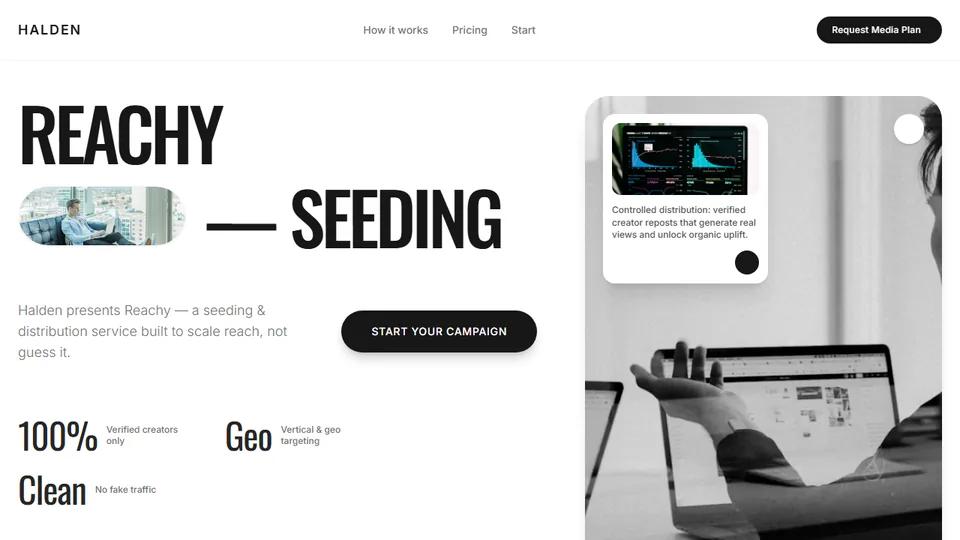 HALDEN
How it works
Pricing
Start
Request Media Plan
REACHY
— SEEDING
Halden presents Reachy — a seeding &
distribution service built to scale reach, not
guess it.
START YOUR CAMPAIGN
100%
Verified creators
only
Geo
Vertical & geo
targeting
Clean
No fake traffic
Controlled distribution: verified
creator reposts that generate real
views and unlock organic uplift.